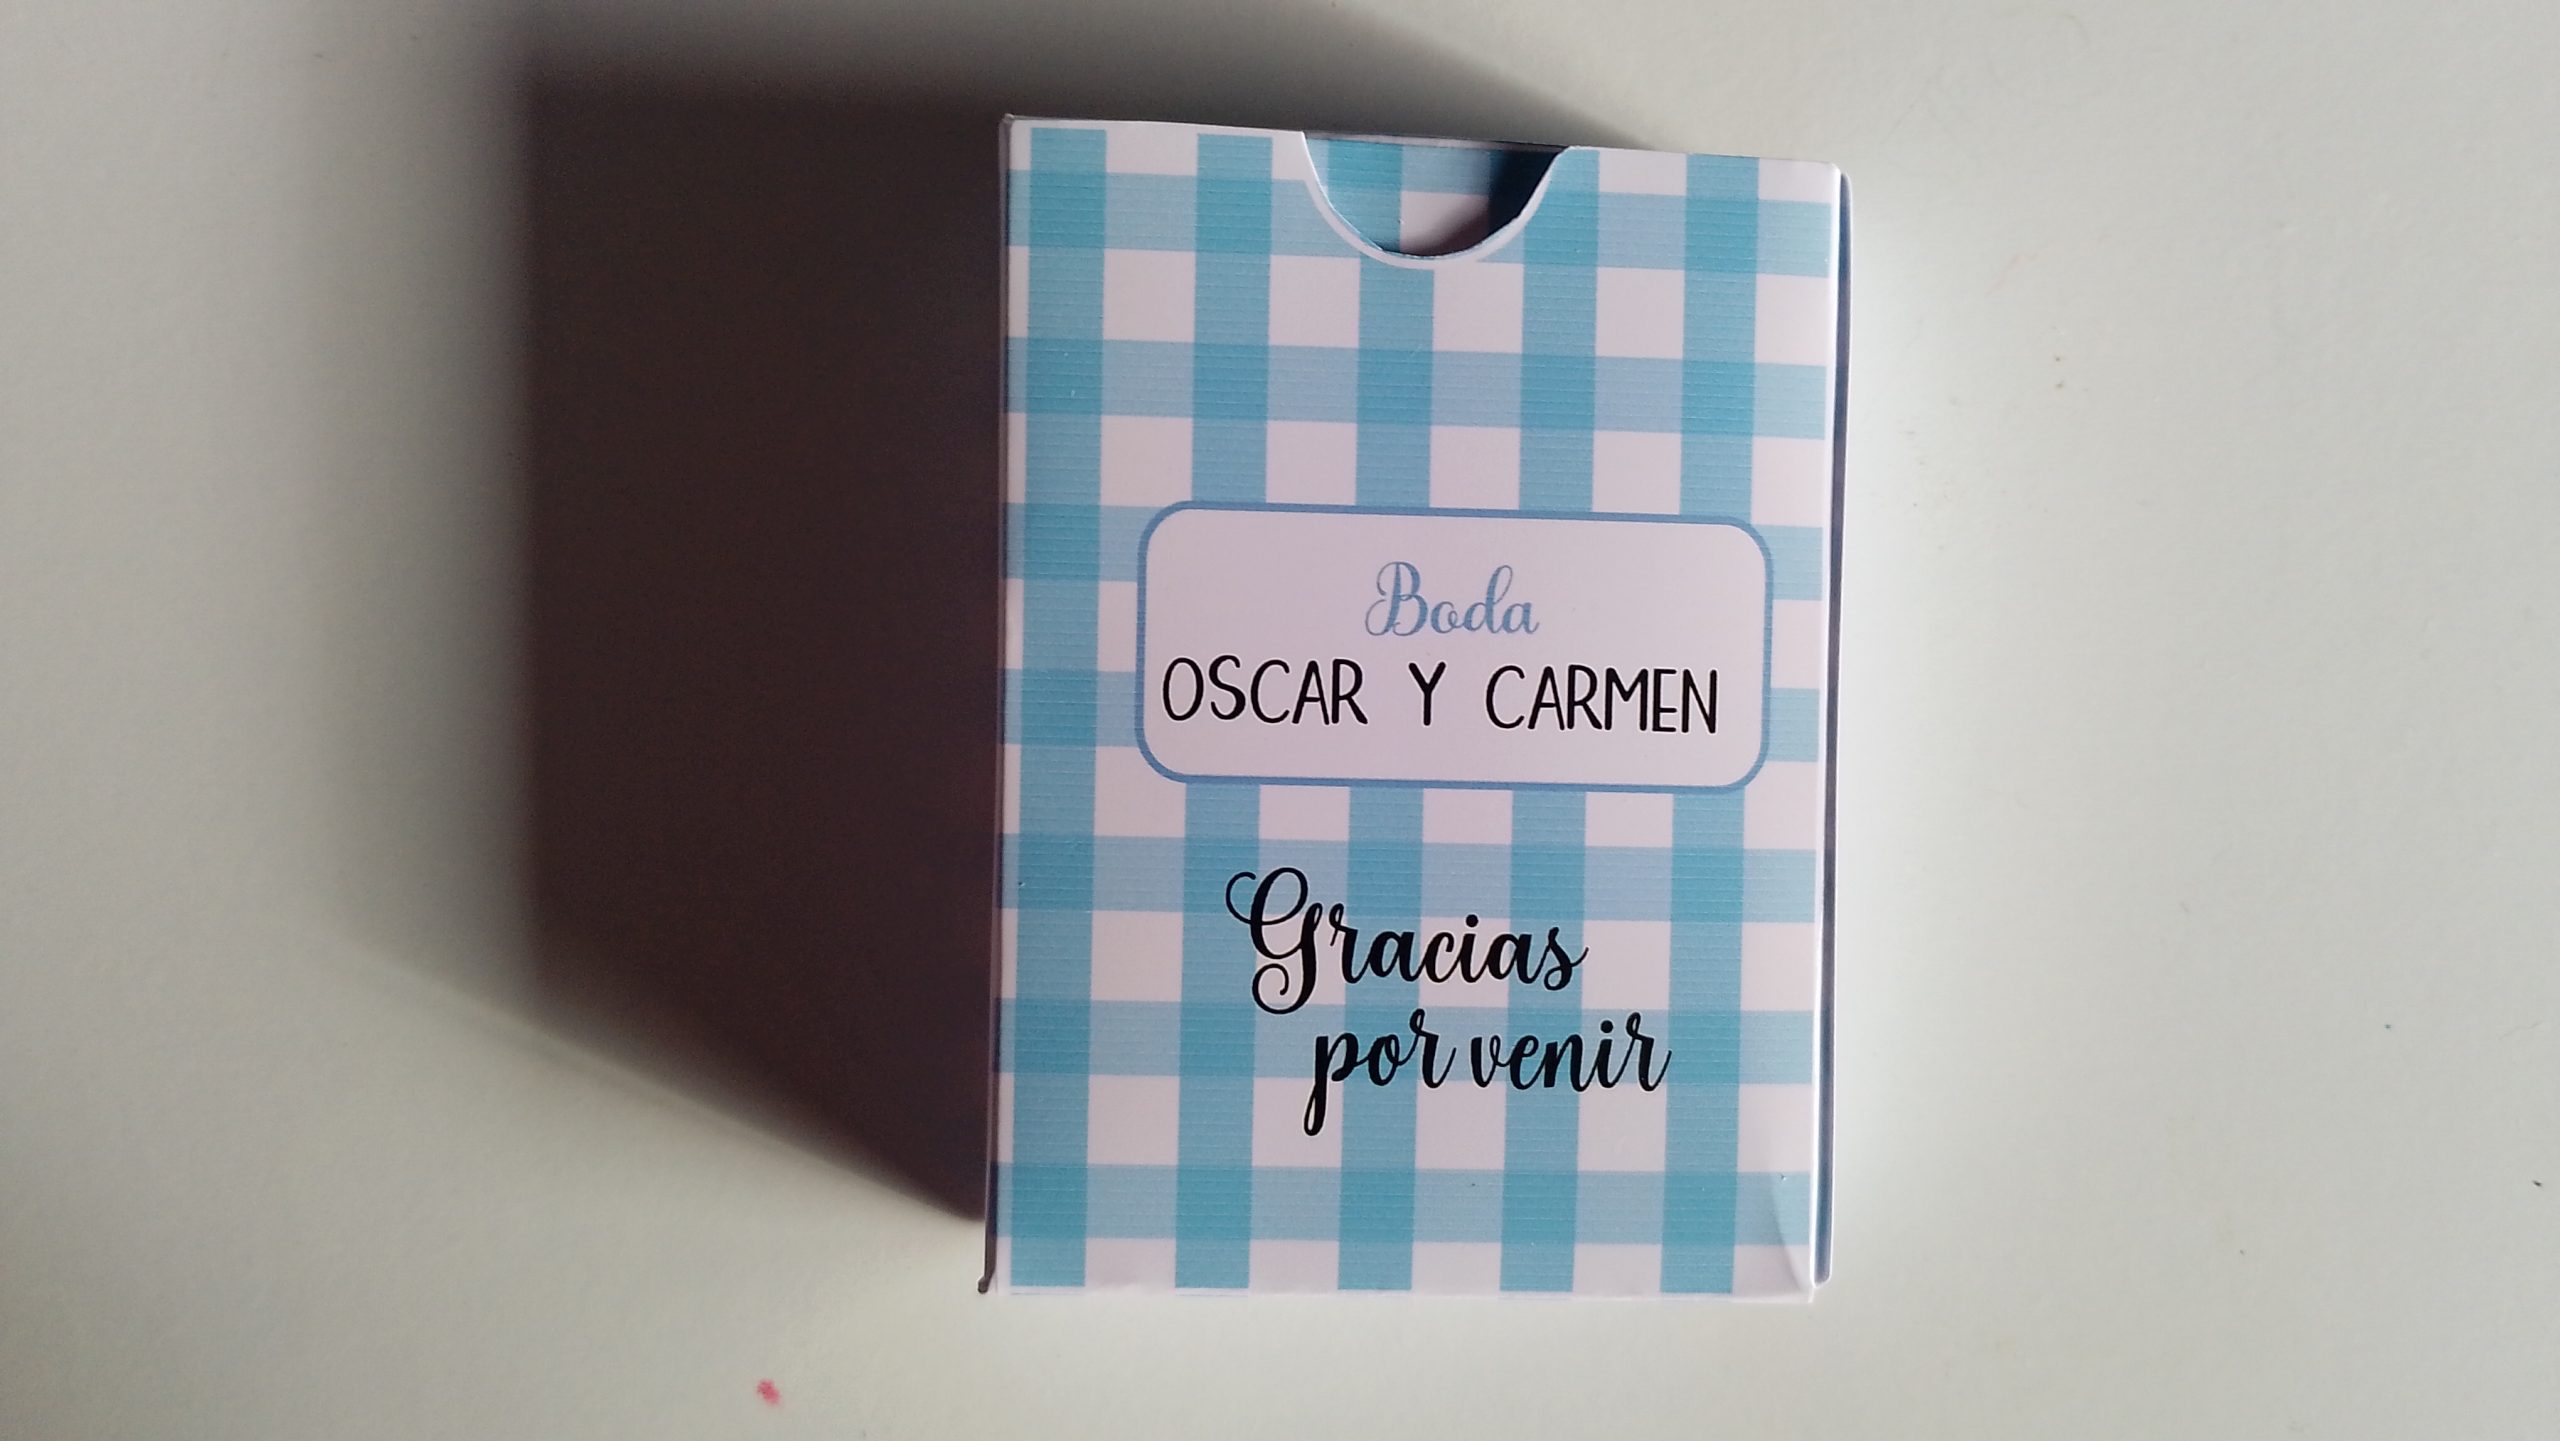 Boda
OSCAR Y CARMEN
Gracias
por venir